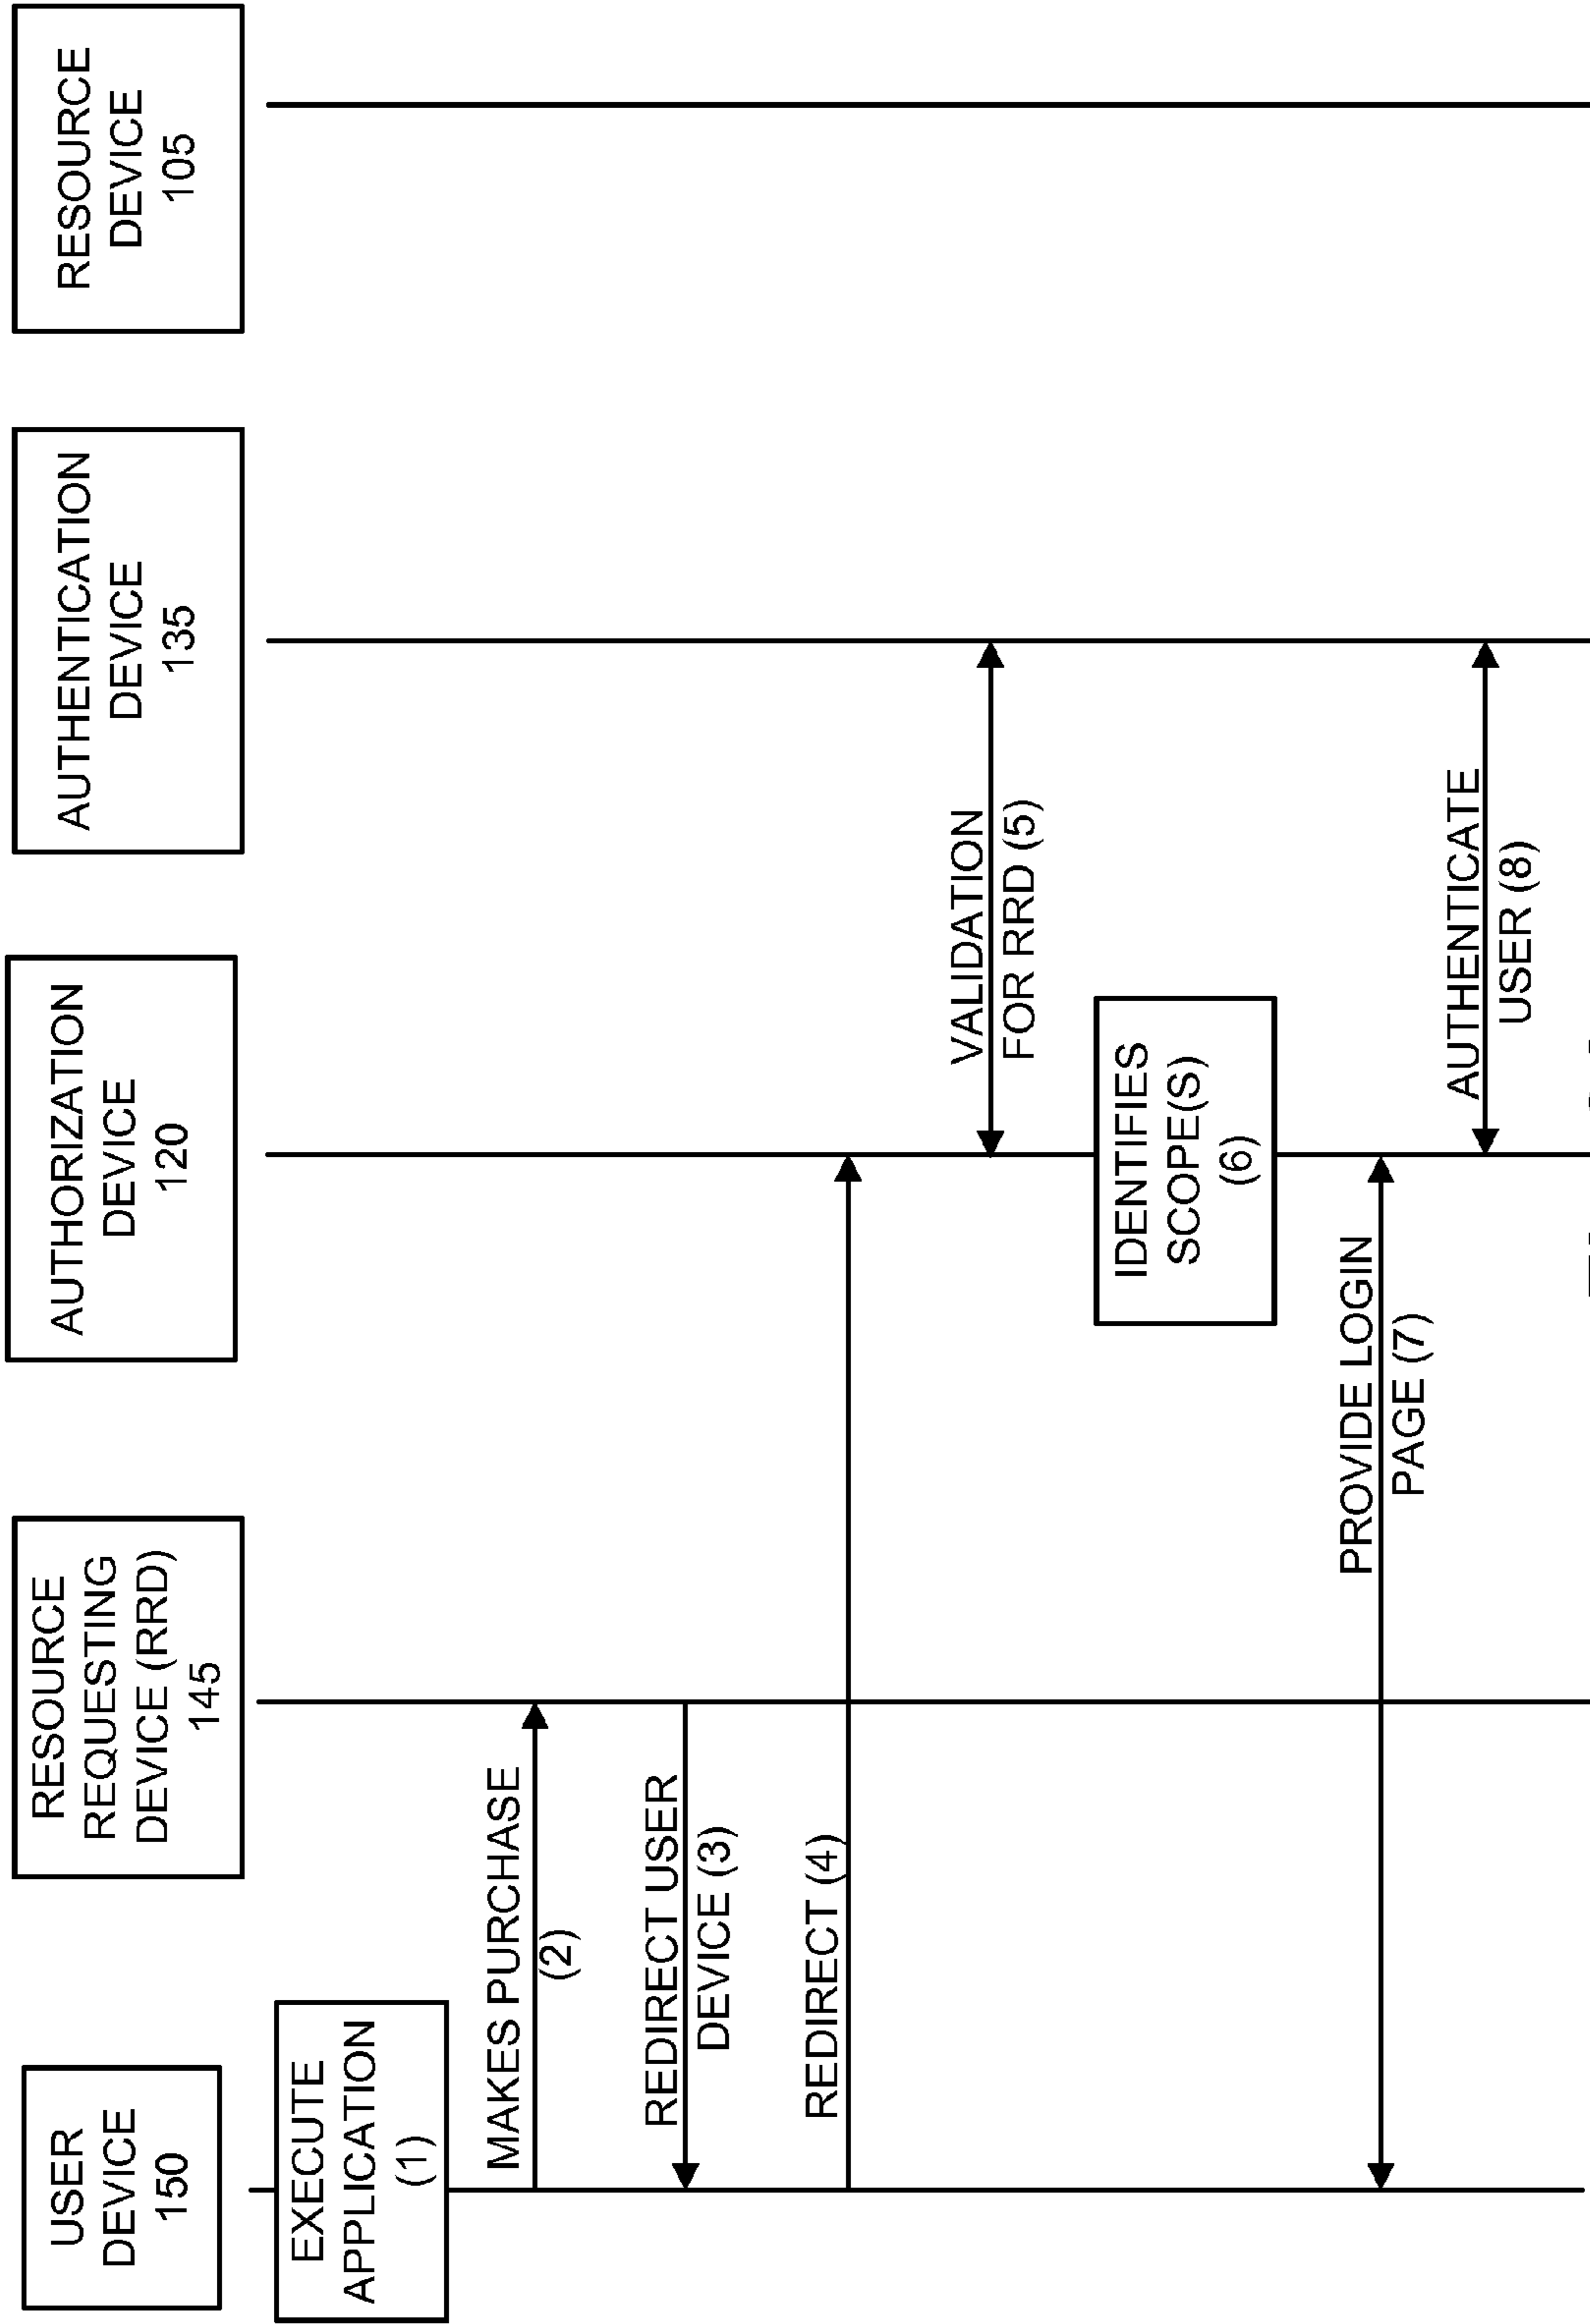 USER
DEVICE
150
RESOURCE
REQUESTING
DEVICE (RRD)
145
AUTHORIZATION
DEVICE
120
AUTHENTICATION
DEVICE
135
RESOURCE
DEVICE
105
EXECUTE
APPLICATION
(1)
MAKES PURCHASE
(2)
REDIRECT USER
DEVICE (3)
REDIRECT (4)
VALIDATION
FOR RRD (5)
IDENTIFIES
SCOPE(S)
(6)
PROVIDE LOGIN
PAGE (7)
AUTHENTICATE
USER (8)